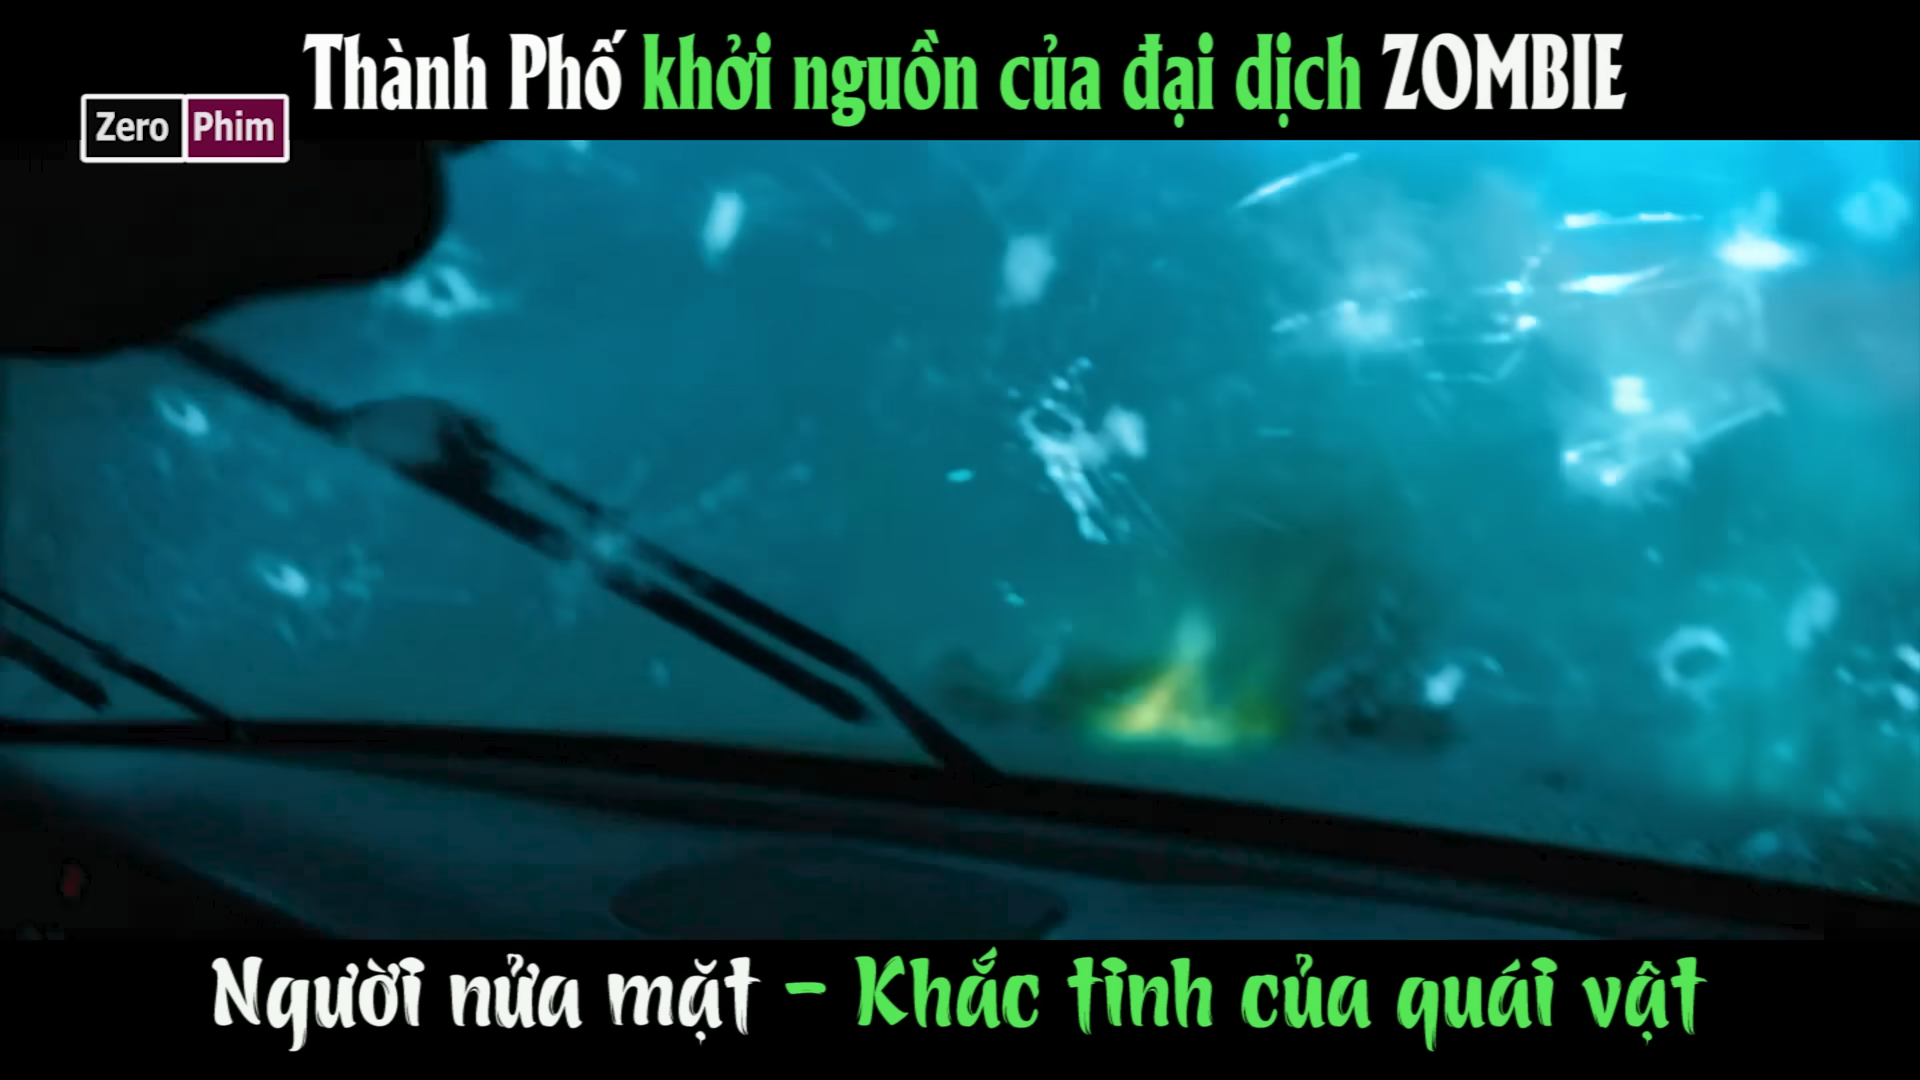 Thành Phố khởi nguồn của đại dịch ZOMBIE
Zero Phim
Người nửa mặt - Khắc tinh của quái vật